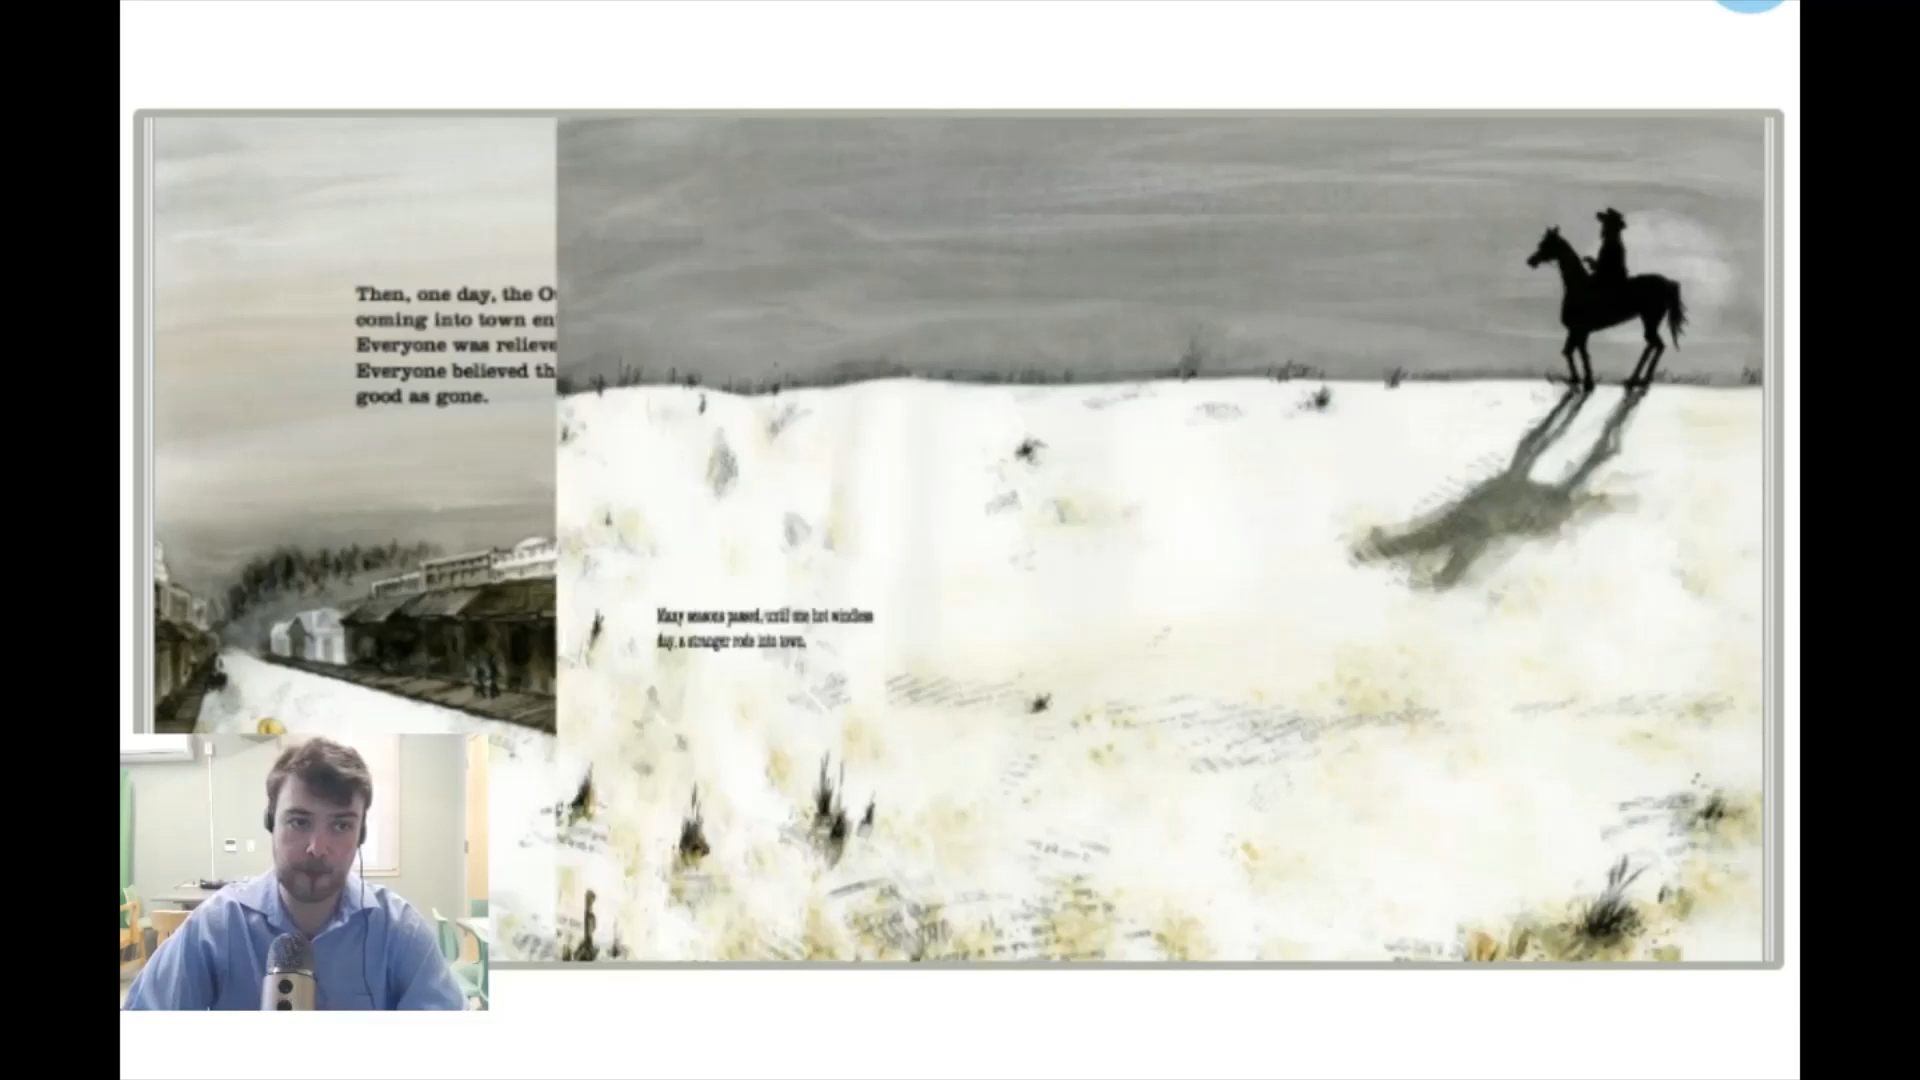 Then, one day, the O
coming into town en
Everyone was relieve
Everyone believed th
good as gone.
Many seasons passed, until one hot windless
day, a stranger rode into town.